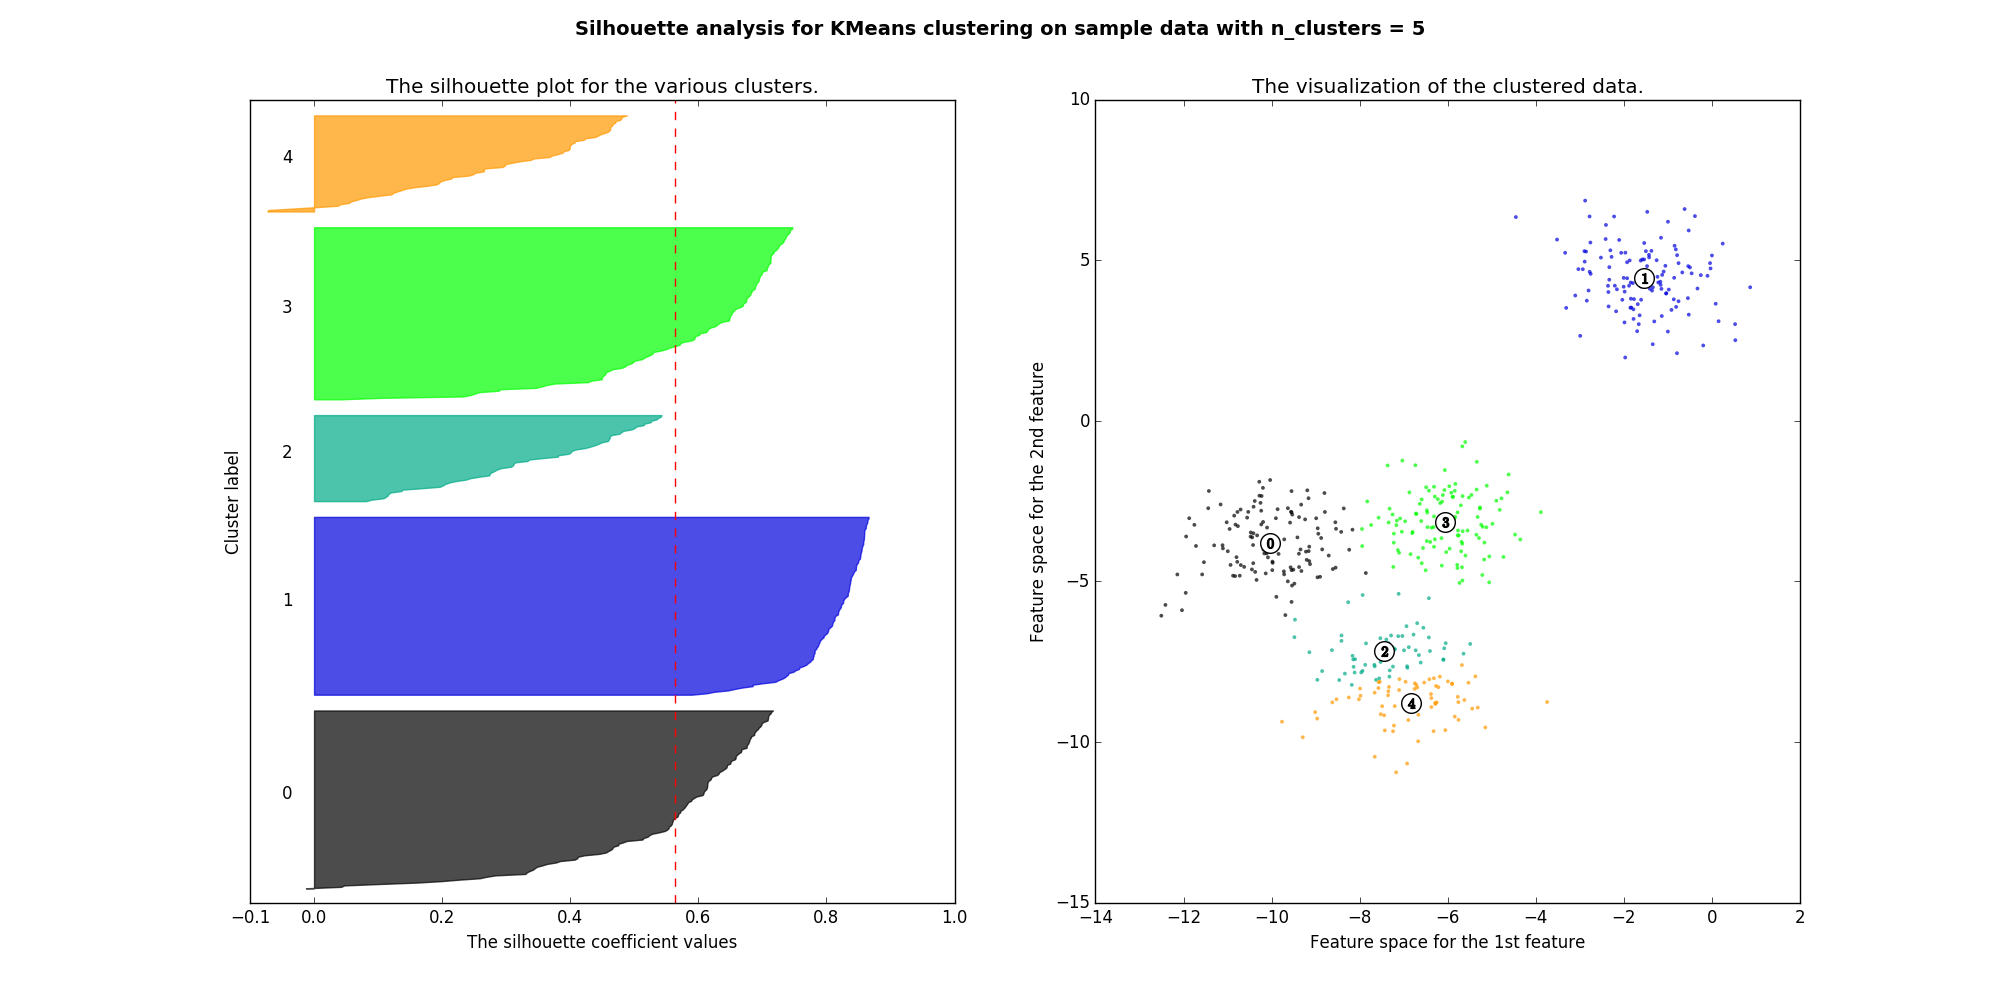 Silhouette analysis for KMeans clustering on sample data with n_clusters = 5
The silhouette plot for the various clusters.
4
3
2
1
0
Cluster label
−0.1 0.0 0.2 0.4 0.6 0.8 1.0
The silhouette coefficient values
The visualization of the clustered data.
10
5
0
−5
−10
−15
Feature space for the 2nd feature
1
3
0
2
4
−14 −12 −10 −8 −6 −4 −2 0 2
Feature space for the 1st feature